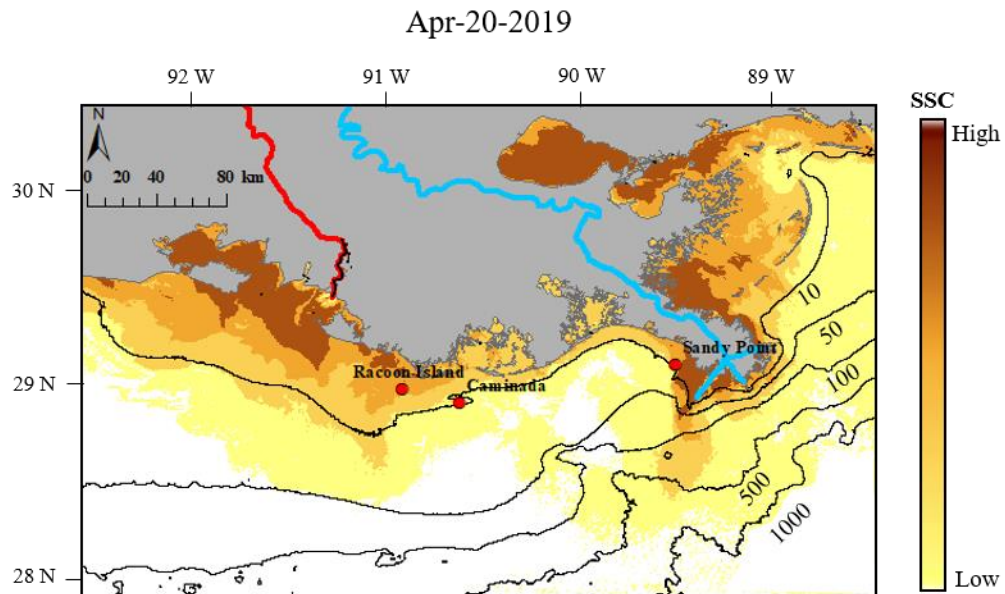 Apr-20-2019
92 W 91 W 90 W 89 W
SSC
High
N
0 20 40 80 km
30 N
10
50
Sandy Point
100
Racoon Island
29 N
Caminada
500
1000
28 N
Low